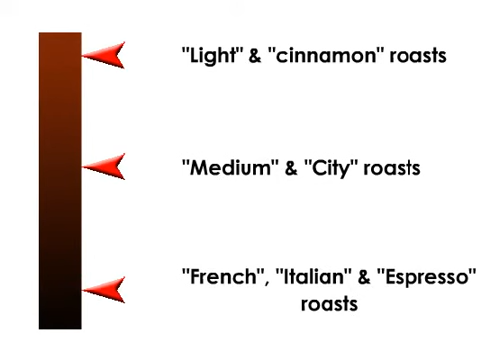 "Light" & "cinnamon" roasts
"Medium" & "City" roasts
"French", "Italian" & "Espresso"
roasts